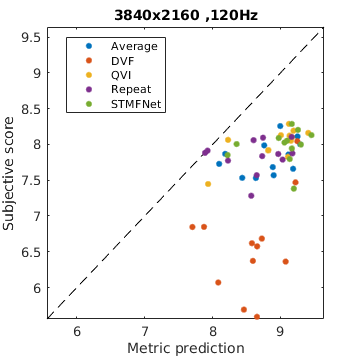 3840x2160 ,120Hz
9.5
9
8.5
8
7.5
7
6.5
6
Subjective score
Average
DVF
QVI
Repeat
STMFNet
6 7 8 9
Metric prediction